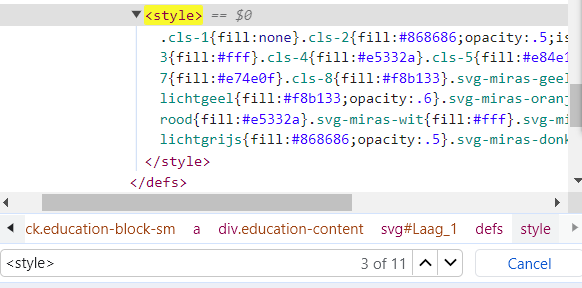 ▼<style> == $0
.cls-1{fill:none}.cls-2{fill:#868686;opacity:.5;is
3{fill:#fff}.cls-4{fill:#e5332a}.cls-5{fill:#e84e1
7{fill:#e74e0f}.cls-8{fill:#f8b133}.svg-miras-geel
lichtgeel{fill:#f8b133;opacity:.6}.svg-miras-oranj
rood{fill:#e5332a}.svg-miras-wit{fill:#fff}.svg-mi
lichtgrijs{fill:#868686;opacity:.5}.svg-miras-donk
</style>
</defs>
ck.education-block-sm a div.education-content svg#Laag_1 defs style
<style> 3 of 11 Cancel